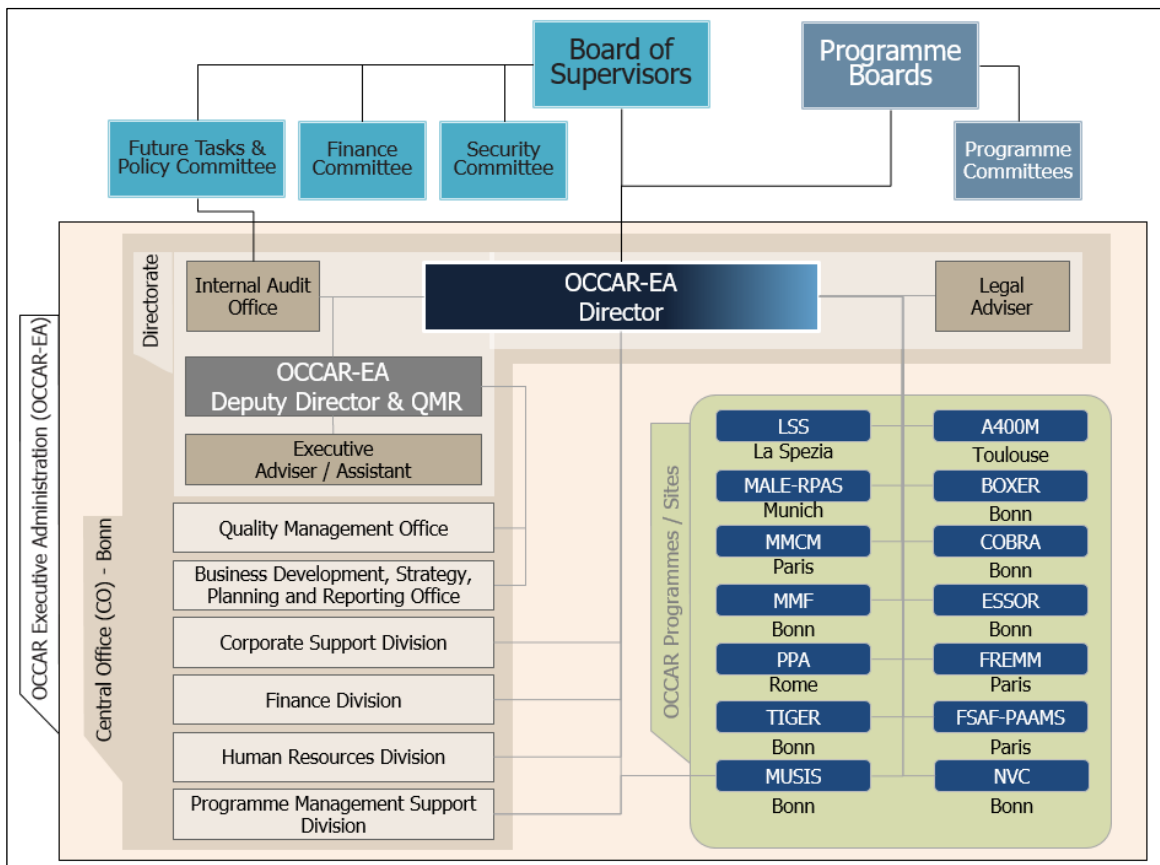 Board of
Supervisors
Programme
Boards
Future Tasks &
Policy Committee
Finance
Committee
Security
Committee
Programme
Committees
OCCAR Executive Administration (OCCAR-EA)
Central Office (CO) - Bonn
Directorate
Internal Audit
Office
OCCAR-EA
Director
Legal
Adviser
OCCAR-EA
Deputy Director & QMR
Executive
Adviser / Assistant
Quality Management Office
Business Development, Strategy,
Planning and Reporting Office
Corporate Support Division
Finance Division
Human Resources Division
Programme Management Support
Division
OCCAR Programmes / Sites
LSS
La Spezia
A400M
Toulouse
MALE-RPAS
Munich
BOXER
Bonn
MMCM
Paris
COBRA
Bonn
MMF
Bonn
ESSOR
Bonn
PPA
Rome
FREMM
Paris
TIGER
Bonn
FSAF-PAAMS
Paris
MUSIS
Bonn
NVC
Bonn